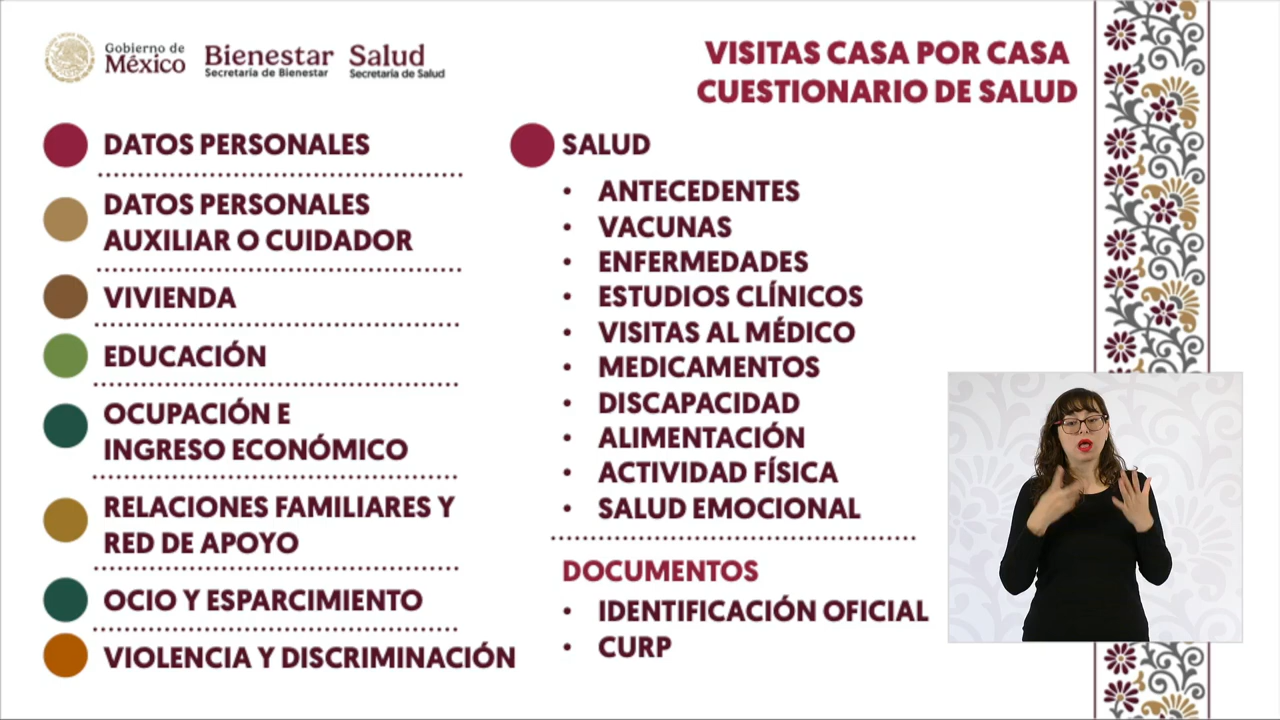 Gobierno de
México
Bienestar
Secretaría de Bienestar
Salud
Secretaría de Salud
VISITAS CASA POR CASA
CUESTIONARIO DE SALUD
DATOS PERSONALES
DATOS PERSONALES
AUXILIAR O CUIDADOR
VIVIENDA
EDUCACIÓN
OCUPACIÓN E
INGRESO ECONÓMICO
RELACIONES FAMILIARES Y
RED DE APOYO
OCIO Y ESPARCIMIENTO
VIOLENCIA Y DISCRIMINACIÓN
SALUD
• ANTECEDENTES
• VACUNAS
• ENFERMEDADES
• ESTUDIOS CLÍNICOS
• VISITAS AL MÉDICO
• MEDICAMENTOS
• DISCAPACIDAD
• ALIMENTACIÓN
• ACTIVIDAD FÍSICA
• SALUD EMOCIONAL
DOCUMENTOS
• IDENTIFICACIÓN OFICIAL
• CURP